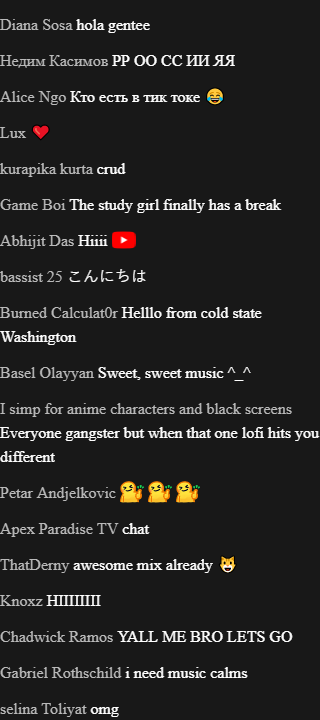 Diana Sosa hola gentee
Недим Касимов РР ОО СС ИИ ЯЯ
Alice Ngo Кто есть в тик токе 😂
Lux ❤️
kurapika kurta crud
Game Boi The study girl finally has a break
Abhijit Das Hiiii
bassist 25 こんにちは
Burned Calculat0r Helllo from cold state
Washington
Basel Olayyan Sweet, sweet music ^_^
I simp for anime characters and black screens
Everyone gangster but when that one lofi hits you
different
Petar Andjelkovic
Apex Paradise TV chat
ThatDerny awesome mix already 😺
Knoxz HIIIIIIII
Chadwick Ramos YALL ME BRO LETS GO
Gabriel Rothschild i need music calms
selina Toliyat omg